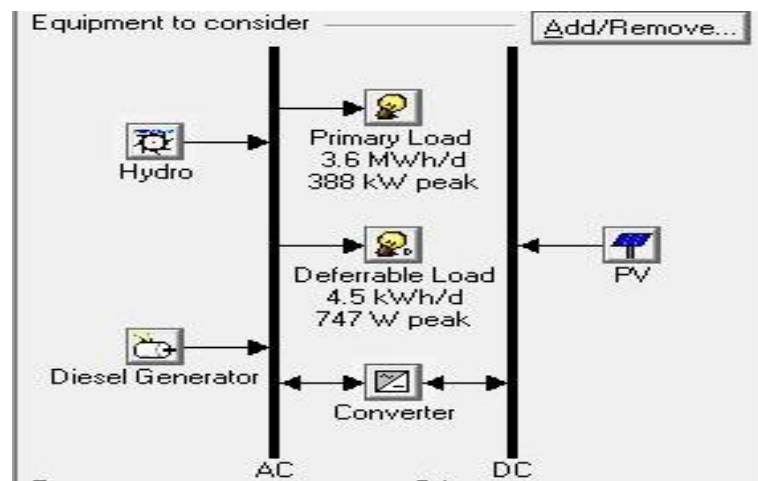 Equipment to consider
Add/Remove...
Hydro
Primary Load
3.6 MWh/d
388 kW peak
Deferrable Load
4.5 kWh/d
747 W peak
PV
Diesel Generator
Converter
AC
DC